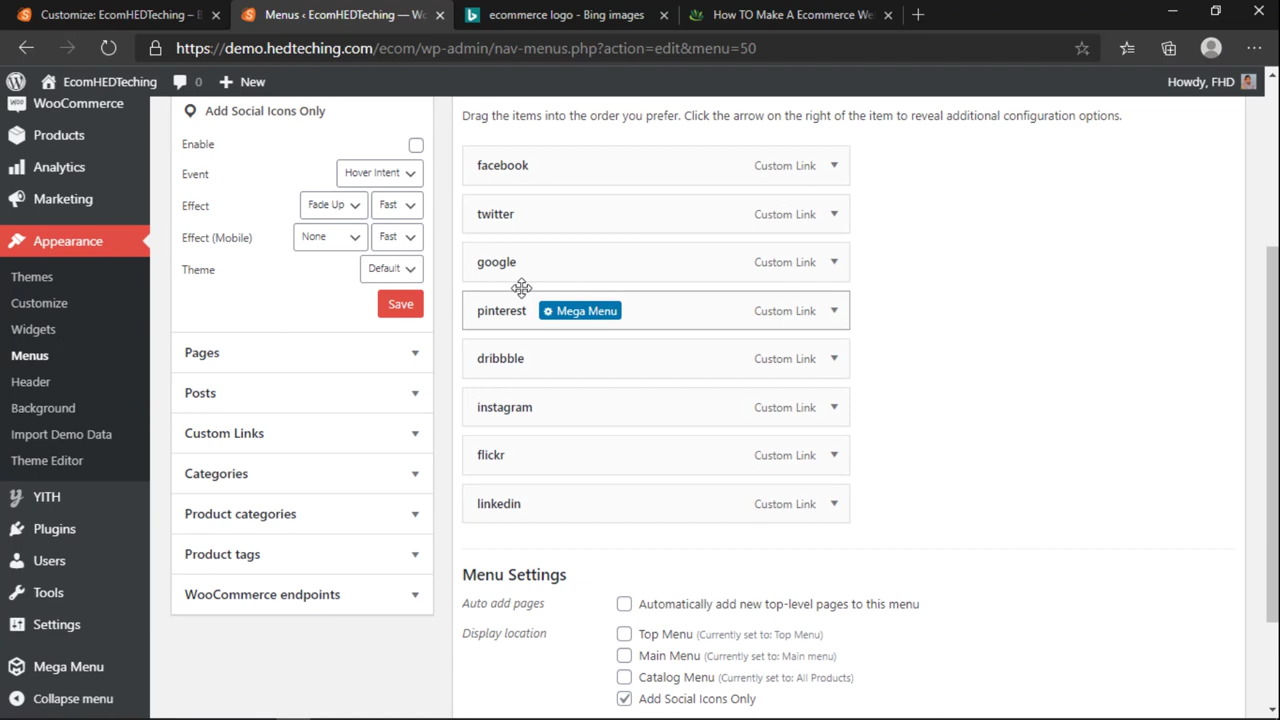 Customize: EcomHEDTeching – E
Menus ‹ EcomHEDTeching — Wo
ecommerce logo - Bing images
How TO Make A Ecommerce We
https://demo.hedteching.com/ecom/wp-admin/nav-menus.php?action=edit&menu=50
EcomHEDTeching
0
New
Howdy, FHD
WooCommerce
Products
Analytics
Marketing
Appearance
Themes
Customize
Widgets
Menus
Header
Background
Import Demo Data
Theme Editor
YITH
Plugins
Users
Tools
Settings
Mega Menu
Collapse menu
Add Social Icons Only
Enable
Event
Hover Intent
Effect
Fade Up
Fast
Effect (Mobile)
None
Fast
Theme
Default
Save
Pages
Posts
Custom Links
Categories
Product categories
Product tags
WooCommerce endpoints
Drag the items into the order you prefer. Click the arrow on the right of the item to reveal additional configuration options.
facebook Custom Link
twitter Custom Link
google Custom Link
pinterest Mega Menu Custom Link
dribbble Custom Link
instagram Custom Link
flickr Custom Link
linkedin Custom Link
Menu Settings
Auto add pages
Automatically add new top-level pages to this menu
Display location
Top Menu (Currently set to: Top Menu)
Main Menu (Currently set to: Main menu)
Catalog Menu (Currently set to: All Products)
Add Social Icons Only